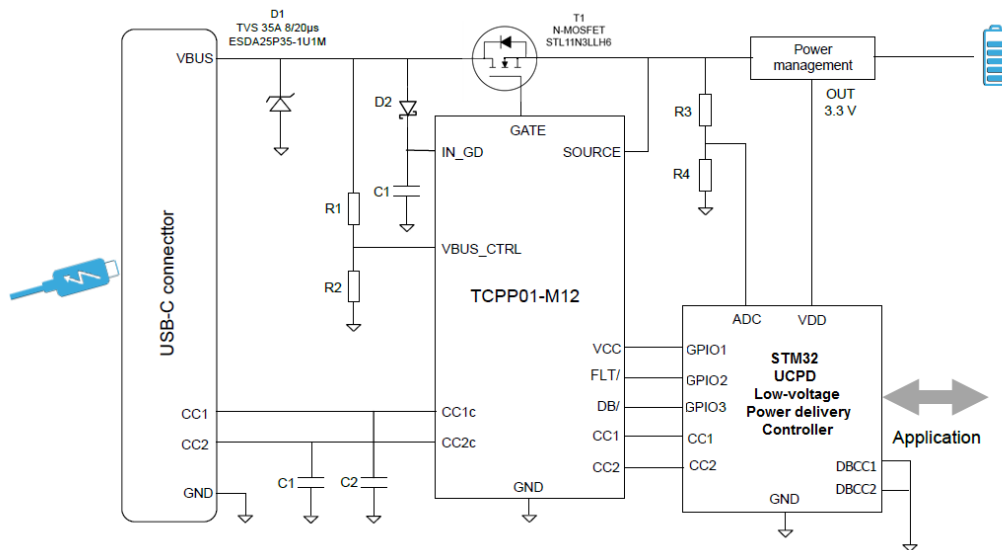 D1
TVS 35A 8/20µs
ESDA25P35-1U1M
T1
N-MOSFET
STL11N3LLH6
VBUS
Power
management
OUT
3.3 V
D2
GATE
IN_GD
SOURCE
R3
R4
C1
R1
VBUS_CTRL
R2
USB-C connecttor
TCPP01-M12
ADC
VDD
VCC
GPIO1
STM32
UCPD
Low-voltage
Power delivery
Controller
FLT/
GPIO2
DB/
GPIO3
CC1
CC1c
CC1
CC1
CC2
CC2c
CC2
CC2
Application
DBCC1
DBCC2
C1
C2
GND
GND
GND